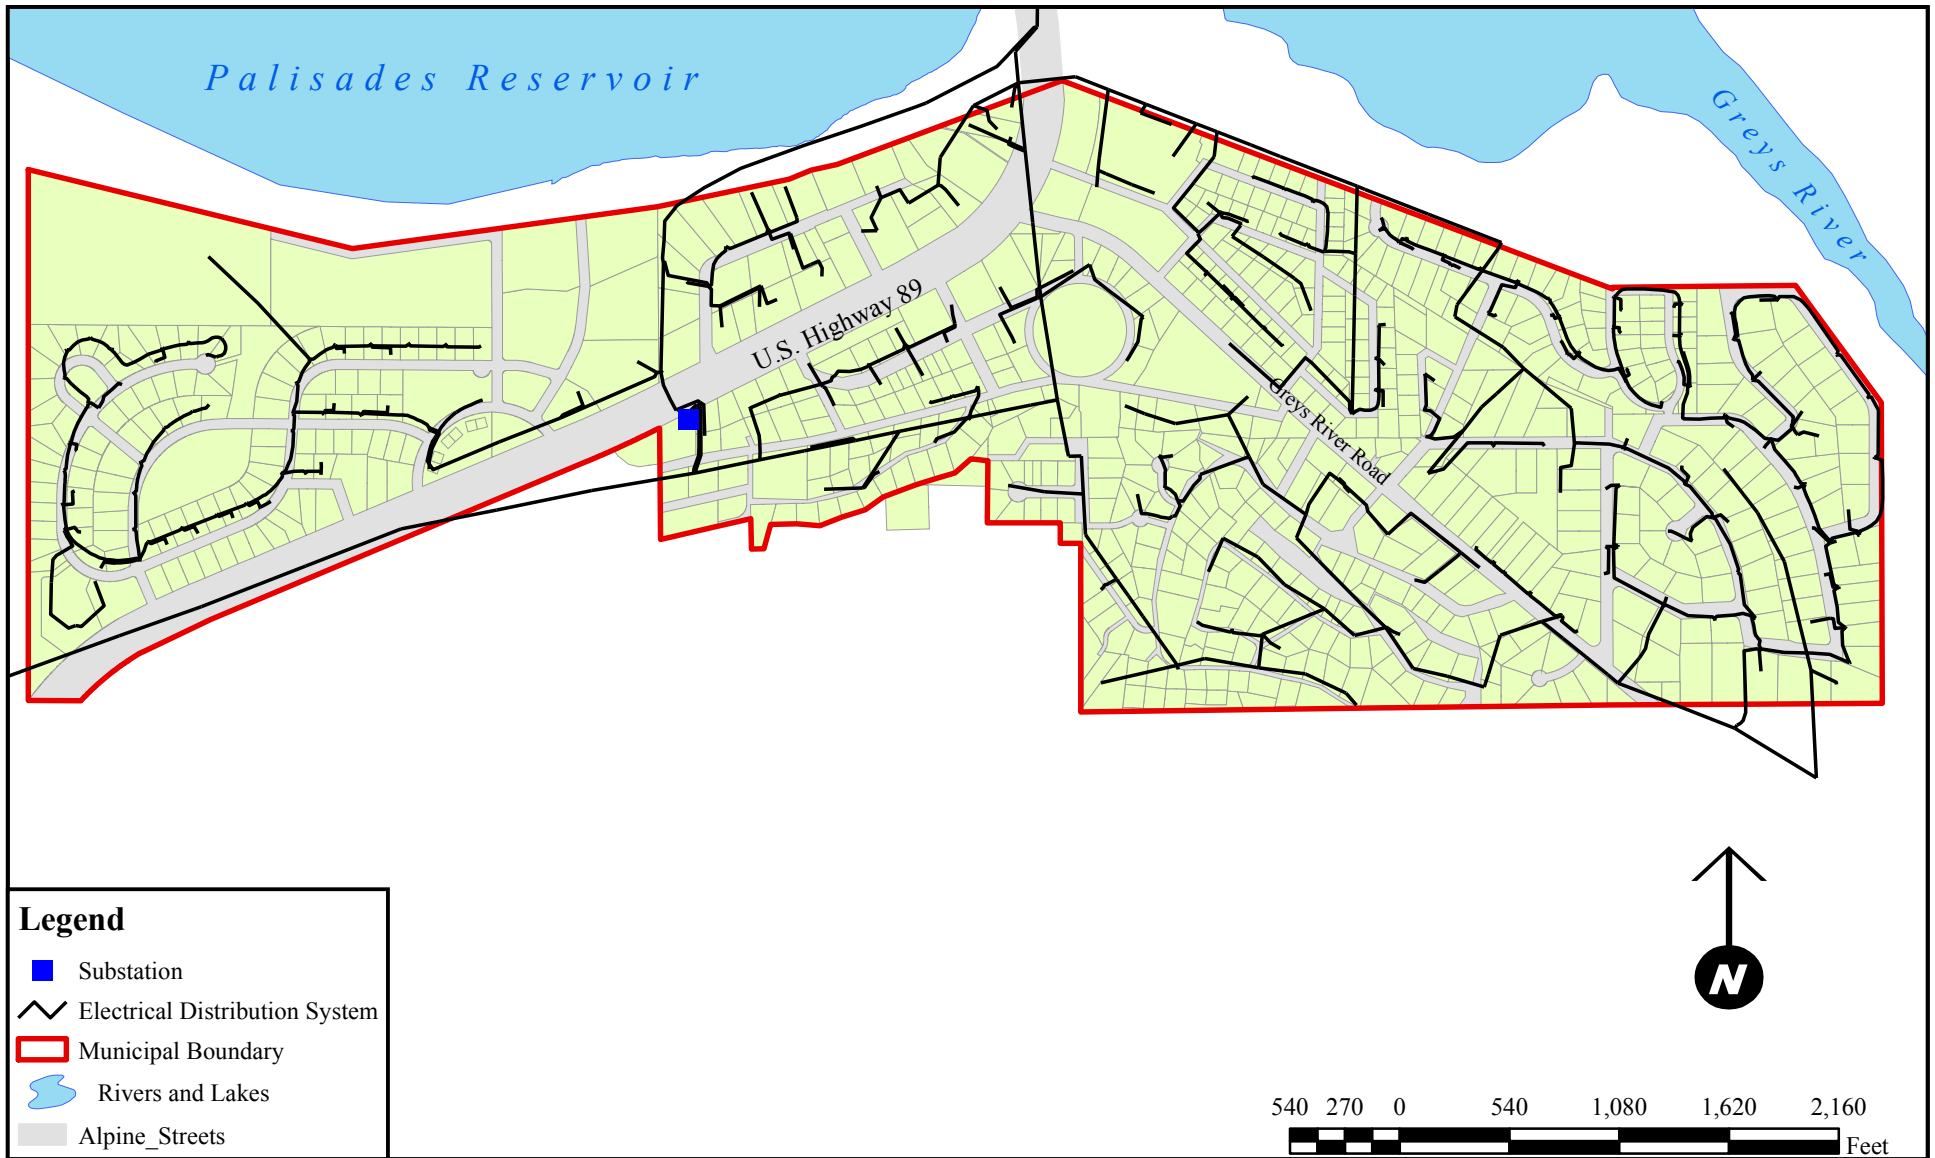 Palisades Reservoir
Greys River
U.S. Highway 89
Greys River Road
N
Legend
Substation
Electrical Distribution System
Municipal Boundary
Rivers and Lakes
Alpine_Streets
540 270 0 540 1,080 1,620 2,160
Feet